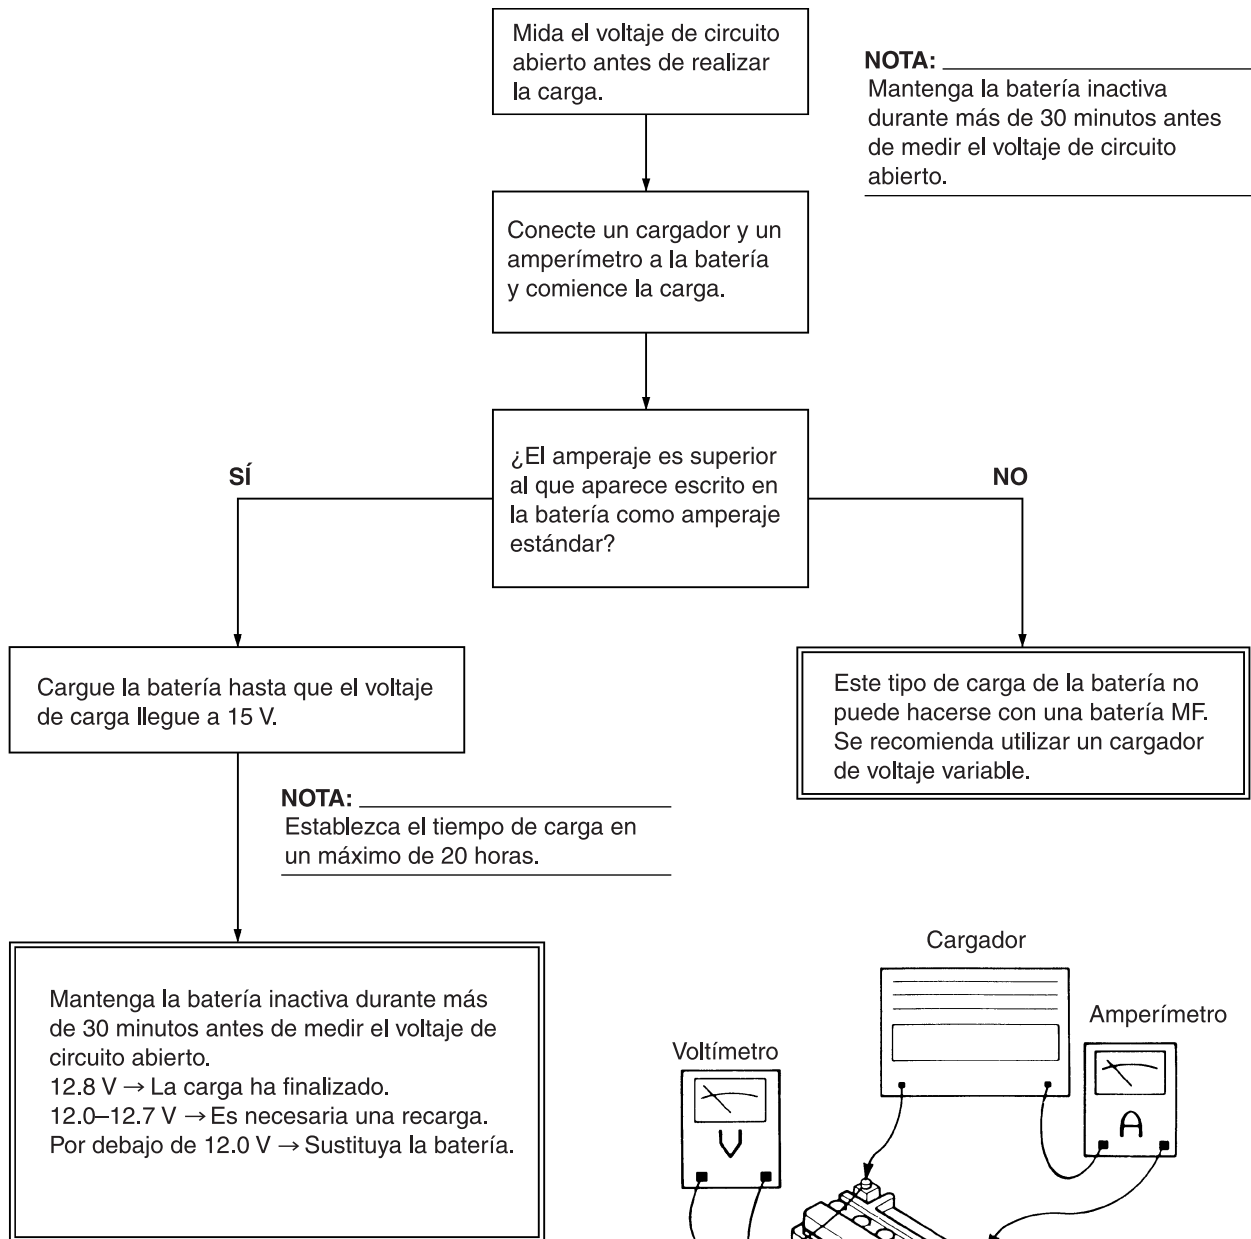 Mida el voltaje de circuito
abierto antes de realizar
la carga.
NOTA:
Mantenga la batería inactiva
durante más de 30 minutos antes
de medir el voltaje de circuito
abierto.
Conecte un cargador y un
amperímetro a la batería
y comience la carga.
¿El amperaje es superior
al que aparece escrito en
la batería como amperaje
estándar?
SÍ
NO
Cargue la batería hasta que el voltaje
de carga llegue a 15 V.
Este tipo de carga de la batería no
puede hacerse con una batería MF.
Se recomienda utilizar un cargador
de voltaje variable.
NOTA:
Establezca el tiempo de carga en
un máximo de 20 horas.
Mantenga la batería inactiva durante más
de 30 minutos antes de medir el voltaje de
circuito abierto.
12.8 V → La carga ha finalizado.
12.0–12.7 V → Es necesaria una recarga.
Por debajo de 12.0 V → Sustituya la batería.
Cargador
Amperímetro
Voltímetro
V
A